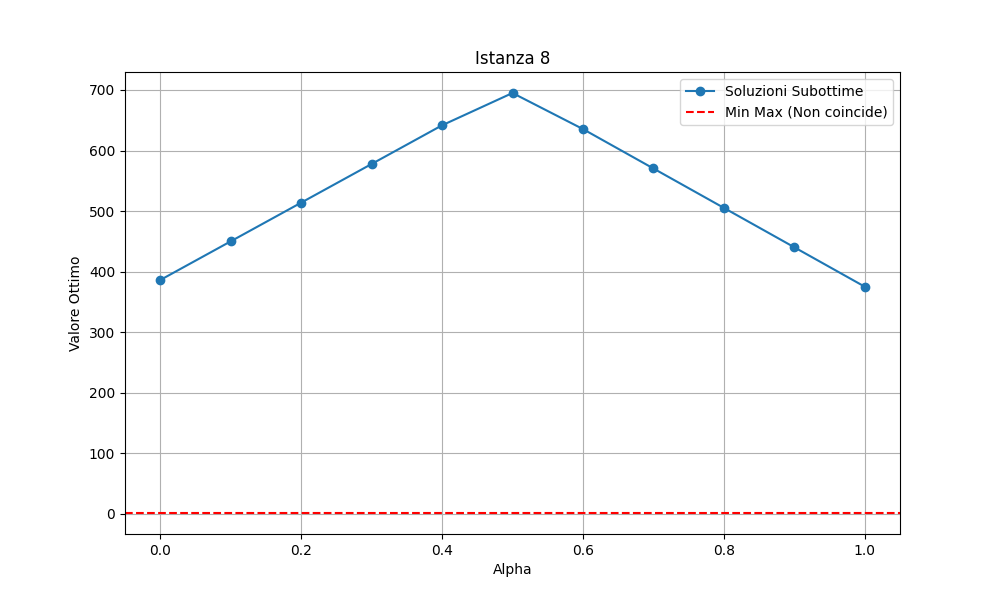 Istanza 8
Soluzioni Subottime
Min Max (Non coincide)
Valore Ottimo
700
600
500
400
300
200
100
0
0.0 0.2 0.4 0.6 0.8 1.0
Alpha